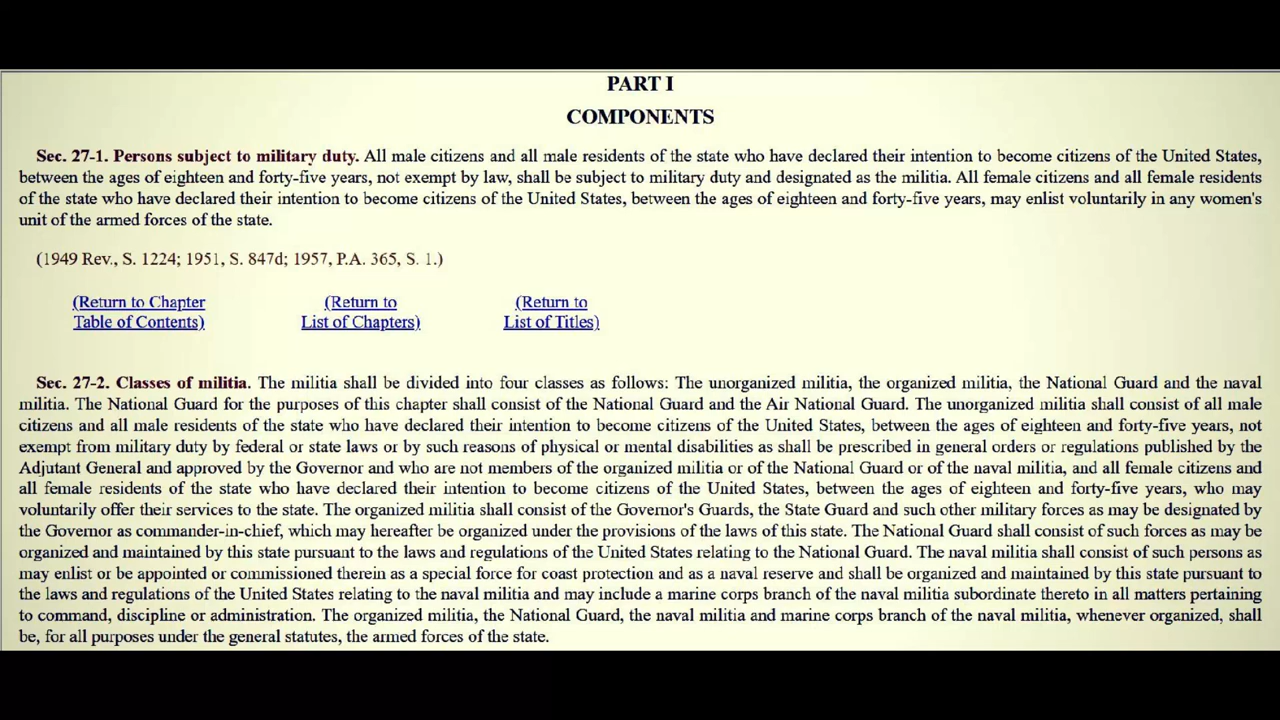 PART I
COMPONENTS
Sec. 27-1. Persons subject to military duty. All male citizens and all male residents of the state who have declared their intention to become citizens of the United States,
between the ages of eighteen and forty-five years, not exempt by law, shall be subject to military duty and designated as the militia. All female citizens and all female residents
of the state who have declared their intention to become citizens of the United States, between the ages of eighteen and forty-five years, may enlist voluntarily in any women's
unit of the armed forces of the state.
(1949 Rev., S. 1224; 1951, S. 847d; 1957, P.A. 365, S. 1.)
(Return to Chapter (Return to (Return to
Table of Contents) List of Chapters) List of Titles)
Sec. 27-2. Classes of militia. The militia shall be divided into four classes as follows: The unorganized militia, the organized militia, the National Guard and the naval
militia. The National Guard for the purposes of this chapter shall consist of the National Guard and the Air National Guard. The unorganized militia shall consist of all male
citizens and all male residents of the state who have declared their intention to become citizens of the United States, between the ages of eighteen and forty-five years, not
exempt from military duty by federal or state laws or by such reasons of physical or mental disabilities as shall be prescribed in general orders or regulations published by the
Adjutant General and approved by the Governor and who are not members of the organized militia or of the National Guard or of the naval militia, and all female citizens and
all female residents of the state who have declared their intention to become citizens of the United States, between the ages of eighteen and forty-five years, who may
voluntarily offer their services to the state. The organized militia shall consist of the Governor's Guards, the State Guard and such other military forces as may be designated by
the Governor as commander-in-chief, which may hereafter be organized under the provisions of the laws of this state. The National Guard shall consist of such forces as may be
organized and maintained by this state pursuant to the laws and regulations of the United States relating to the National Guard. The naval militia shall consist of such persons as
may enlist or be appointed or commissioned therein as a special force for coast protection and as a naval reserve and shall be organized and maintained by this state pursuant to
the laws and regulations of the United States relating to the naval militia and may include a marine corps branch of the naval militia subordinate thereto in all matters pertaining
to command, discipline or administration. The organized militia, the National Guard, the naval militia and marine corps branch of the naval militia, whenever organized, shall
be, for all purposes under the general statutes, the armed forces of the state.